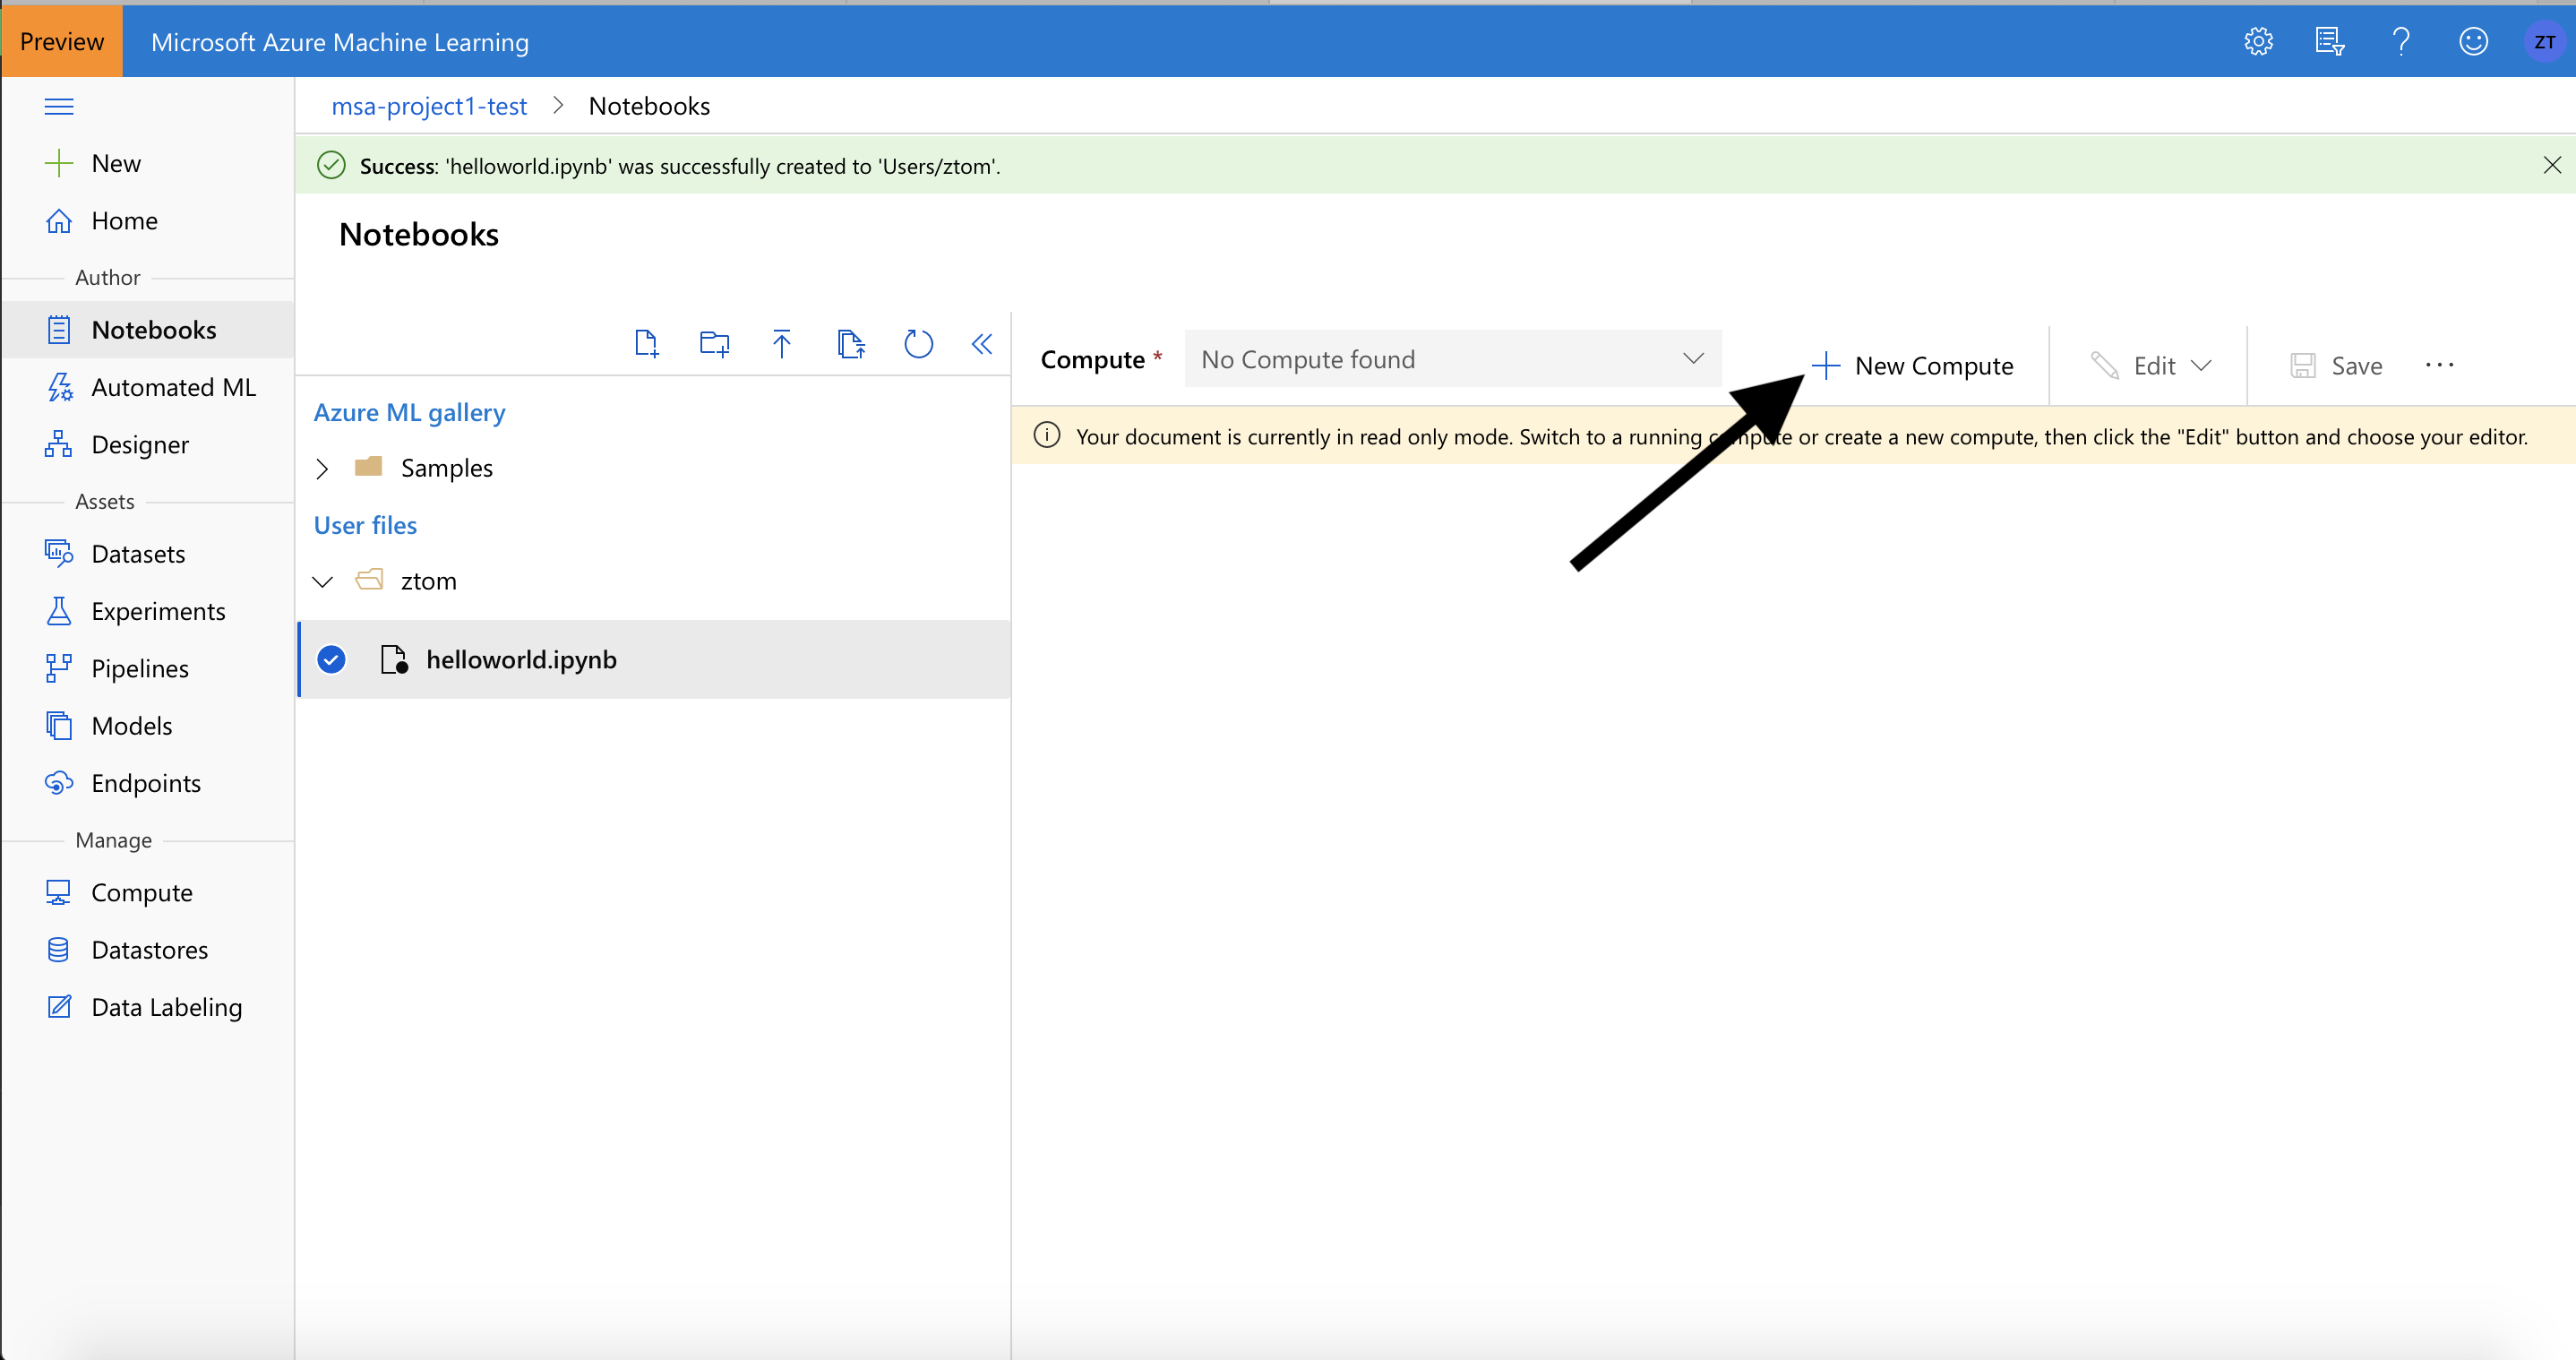 Preview
Microsoft Azure Machine Learning
?
ZT
msa-project1-test > Notebooks
New
Home
Author
Notebooks
Automated ML
Designer
Assets
Datasets
Experiments
Pipelines
Models
Endpoints
Manage
Compute
Datastores
Data Labeling
Success: 'helloworld.ipynb' was successfully created to 'Users/ztom'.
Notebooks
Azure ML gallery
Samples
User files
ztom
helloworld.ipynb
Compute * No Compute found
New Compute
Edit
Save
...
Your document is currently in read only mode. Switch to a running compute or create a new compute, then click the "Edit" button and choose your editor.